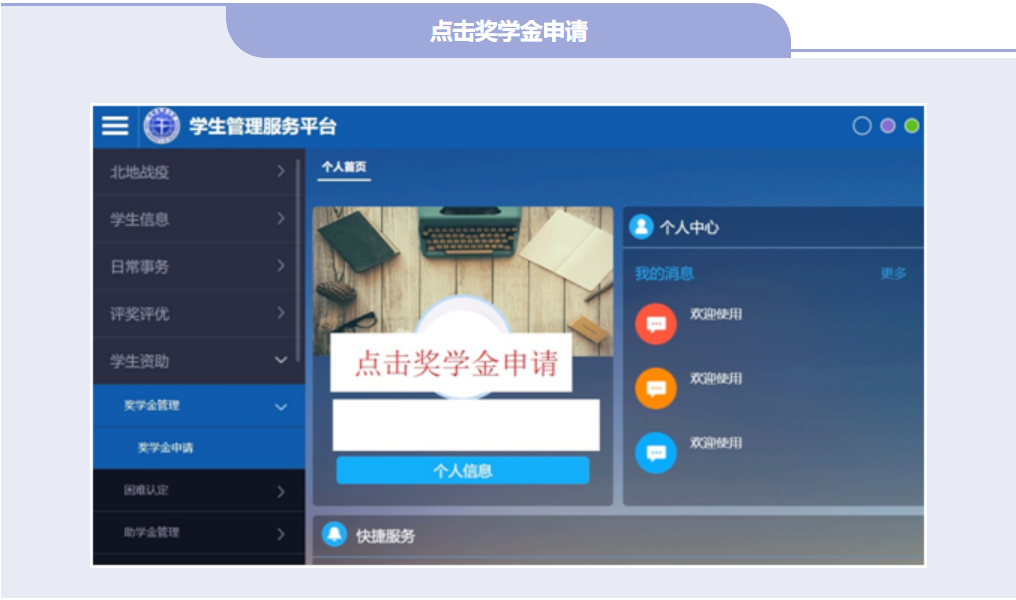 点击奖学金申请
学生管理服务平台
北地战疫
学生信息
日常事务
评奖评优
学生资助
奖学金管理
奖学金申请
困难认定
助学金管理
个人首页
点击奖学金申请
个人信息
个人中心
我的消息 更多
欢迎使用
欢迎使用
欢迎使用
快捷服务